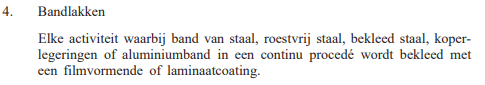 4. Bandlakken
Elke activiteit waarbij band van staal, roestvrij staal, bekleed staal, koper-
legeringen of aluminiumband in een continu procedé wordt bekleed met
een filmvormende of laminaatcoating.